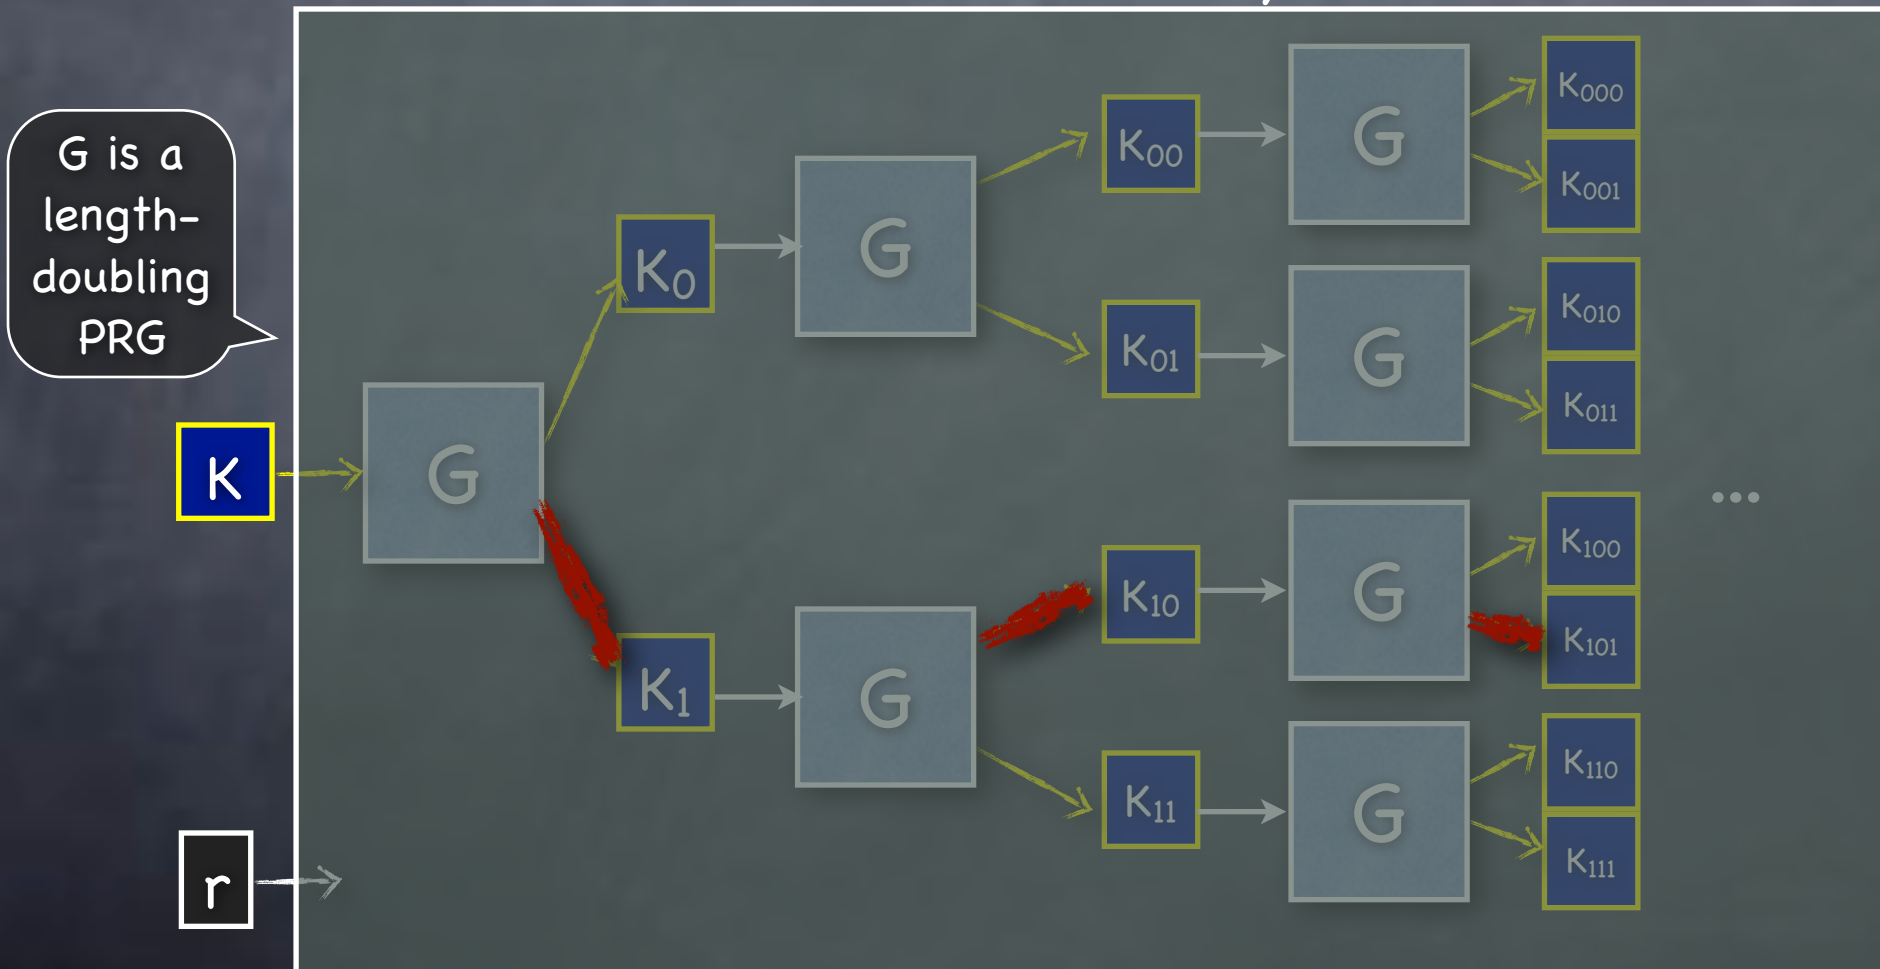 G is a
length-
doubling
PRG
K
r
G
K0
K1
G
G
K00
K01
K10
K11
G
G
G
G
K000
K001
K010
K011
K100
K101
K110
K111
...